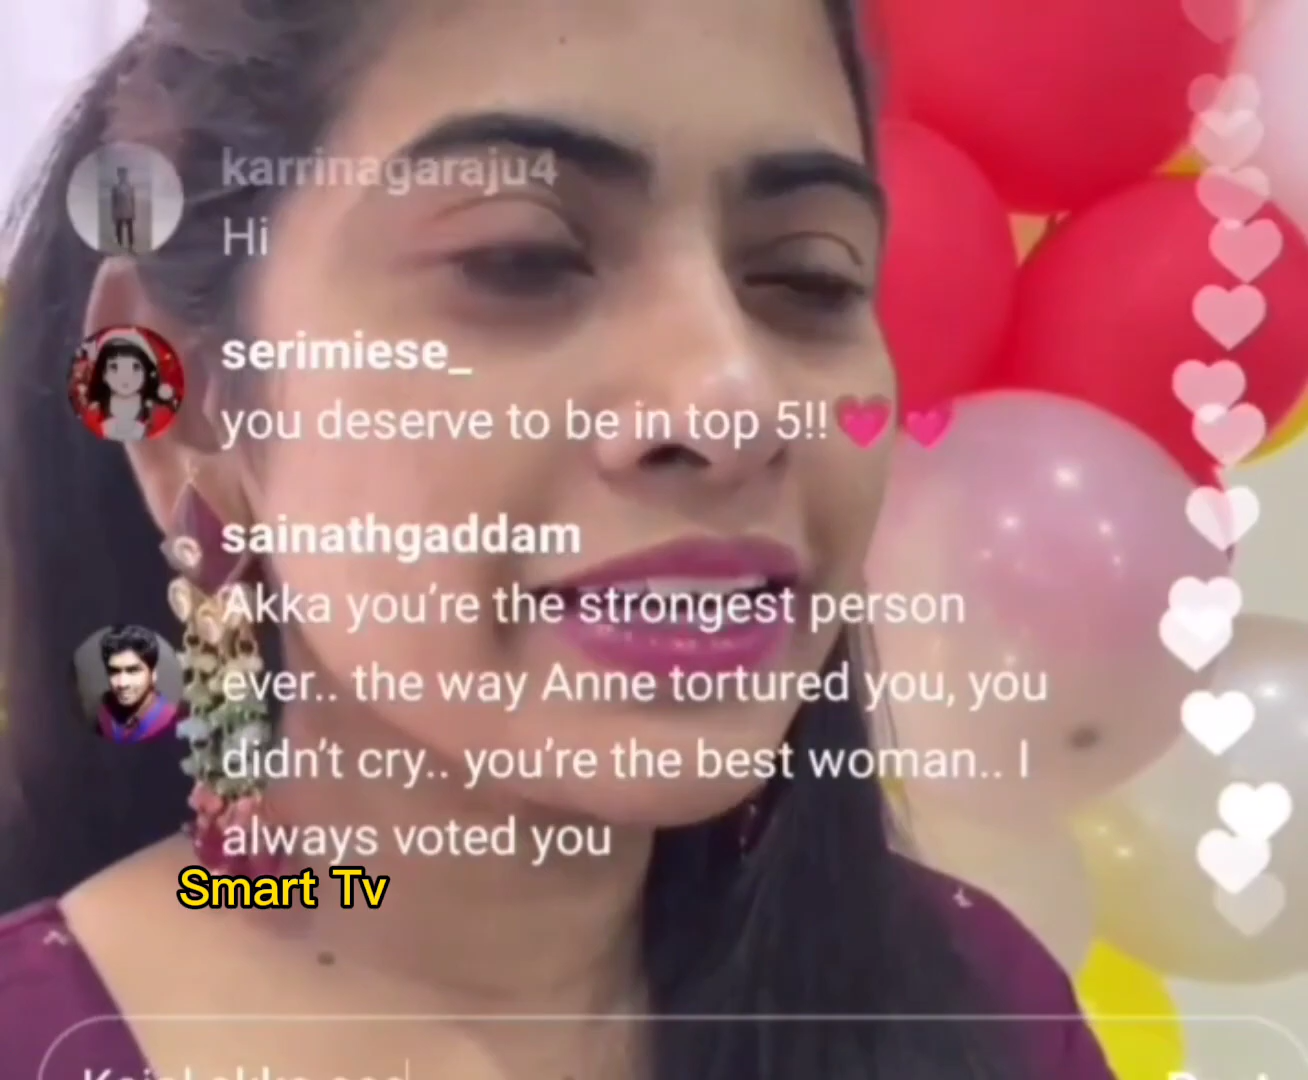 karrinagaraju4
Hi
serimiese_
you deserve to be in top 5!!💗💗
sainathgaddam
Akka you’re the strongest person
ever.. the way Anne tortured you, you
didn’t cry.. you’re the best woman.. I
always voted you
Smart Tv